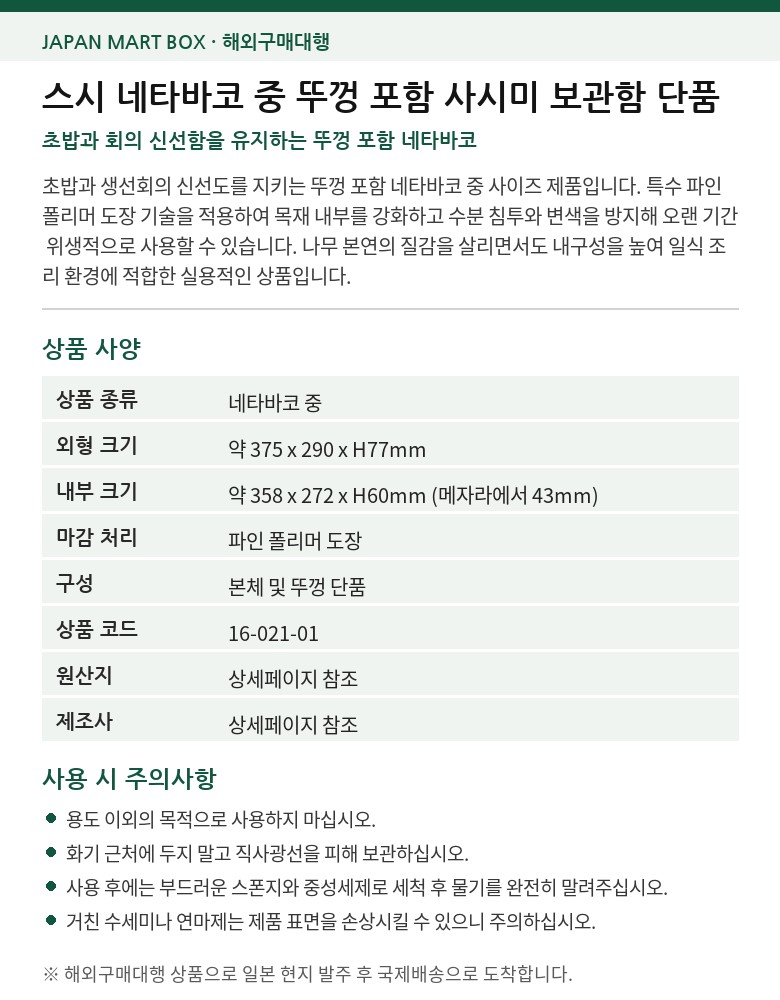 JAPAN MART BOX · 해외구매대행
스시 네타바코 중 뚜껑 포함 사시미 보관함 단품
초밥과 회의 신선함을 유지하는 뚜껑 포함 네타바코
초밥과 생선회의 신선도를 지키는 뚜껑 포함 네타바코 중 사이즈 제품입니다. 특수 파인
폴리머 도장 기술을 적용하여 목재 내부를 강화하고 수분 침투와 변색을 방지해 오랜 기간
위생적으로 사용할 수 있습니다. 나무 본연의 질감을 살리면서도 내구성을 높여 일식 조
리 환경에 적합한 실용적인 상품입니다.
상품 사양
상품 종류 네타바코 중
외형 크기 약 375 x 290 x H77mm
내부 크기 약 358 x 272 x H60mm (메자라에서 43mm)
마감 처리 파인 폴리머 도장
구성 본체 및 뚜껑 단품
상품 코드 16-021-01
원산지 상세페이지 참조
제조사 상세페이지 참조
사용 시 주의사항
● 용도 이외의 목적으로 사용하지 마십시오.
● 화기 근처에 두지 말고 직사광선을 피해 보관하십시오.
● 사용 후에는 부드러운 스폰지와 중성세제로 세척 후 물기를 완전히 말려주십시오.
● 거친 수세미나 연마제는 제품 표면을 손상시킬 수 있으니 주의하십시오.
※ 해외구매대행 상품으로 일본 현지 발주 후 국제배송으로 도착합니다.